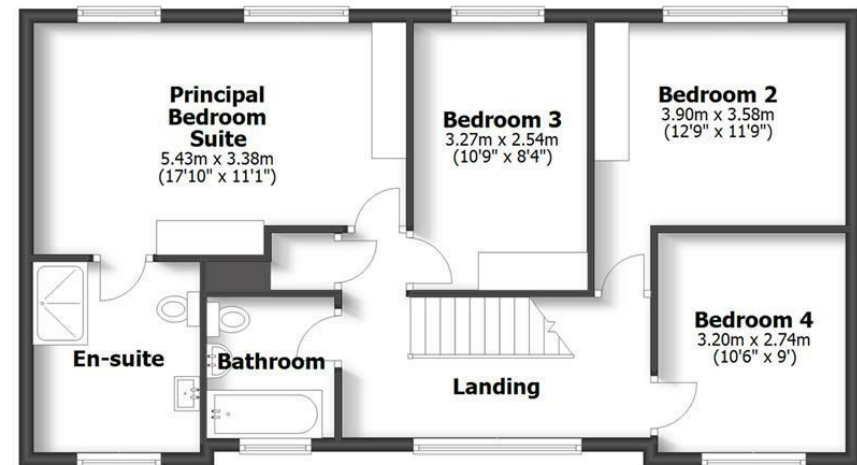 Principal
Bedroom
Suite
5.43m x 3.38m
(17'10" x 11'1")
Bedroom 3
3.27m x 2.54m
(10'9" x 8'4")
Bedroom 2
3.90m x 3.58m
(12'9" x 11'9")
En-suite
Bathroom
Landing
Bedroom 4
3.20m x 2.74m
(10'6" x 9')